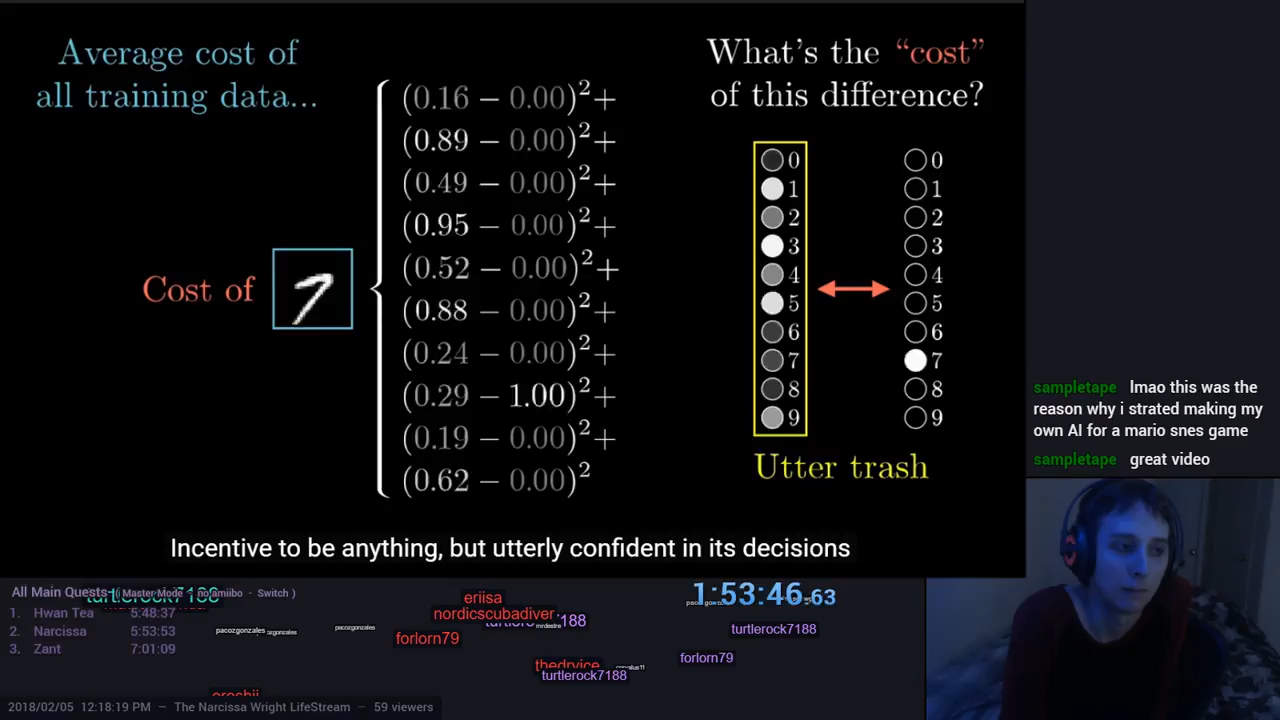 Average cost of
all training data...
What's the "cost"
of this difference?
Cost of
(0.16 − 0.00)²+
(0.89 − 0.00)²+
(0.49 − 0.00)²+
(0.95 − 0.00)²+
(0.52 − 0.00)²+
(0.88 − 0.00)²+
(0.24 − 0.00)²+
(0.29 − 1.00)²+
(0.19 − 0.00)²+
(0.62 − 0.00)²
7
0 0
1 1
2 2
3 3
4 4
5 5
6 6
7 7
8 8
9 9
Utter trash
Incentive to be anything, but utterly confident in its decisions
sampletape lmao this was the
reason why i strated making my
own AI for a mario snes game
sampletape great video
All Main Quests (Master Mode - no amiibo - Switch)
turtlerock7188
1. Hwan Tea 5:48:37
2. Narcissa 5:53:53
3. Zant 7:01:09
pacozgonzales
pacozgonzales
eriisa
nordicscubadiver
forlorn79
thedrvice
turtlerock7188
1:53:46.63
turtlerock7188
forlorn79
2018/02/05 12:18:19 PM — The Narcissa Wright LifeStream — 59 viewers